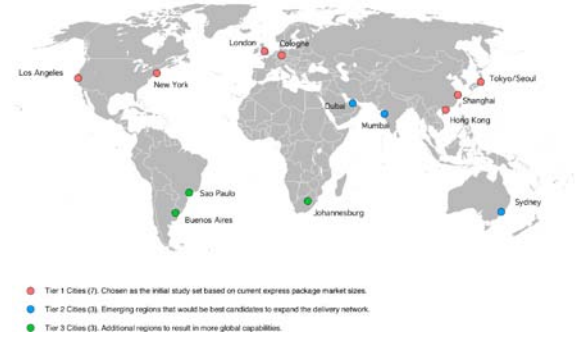 London
Cologne
Los Angeles
New York
Tokyo/Seoul
Shanghai
Dubai
Hong Kong
Mumbai
Sao Paulo
Sydney
Johannesburg
Buenos Aires
Tier 1 Cities (7). Chosen as the initial study set based on current express package market sizes.
Tier 2 Cities (3). Emerging regions that would be best candidates to expand the delivery network.
Tier 3 Cities (3). Additional regions to result in more global capabilities.